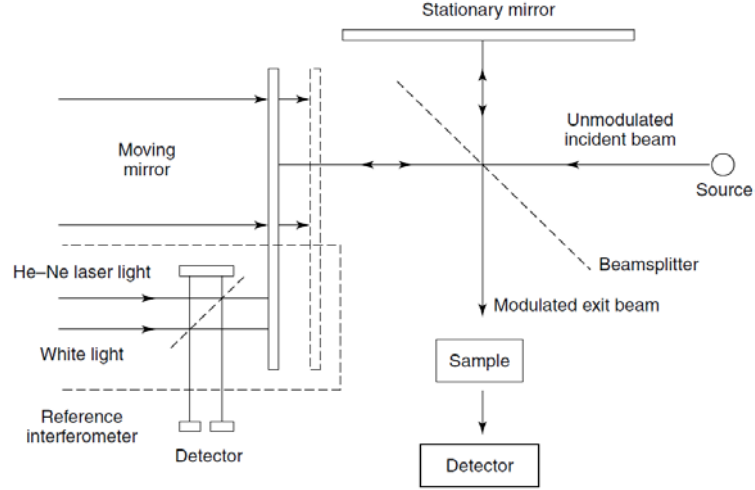 Stationary mirror
Unmodulated
incident beam
Moving
mirror
Source
Beamsplitter
He–Ne laser light
Modulated exit beam
White light
Sample
Reference
interferometer
Detector
Detector